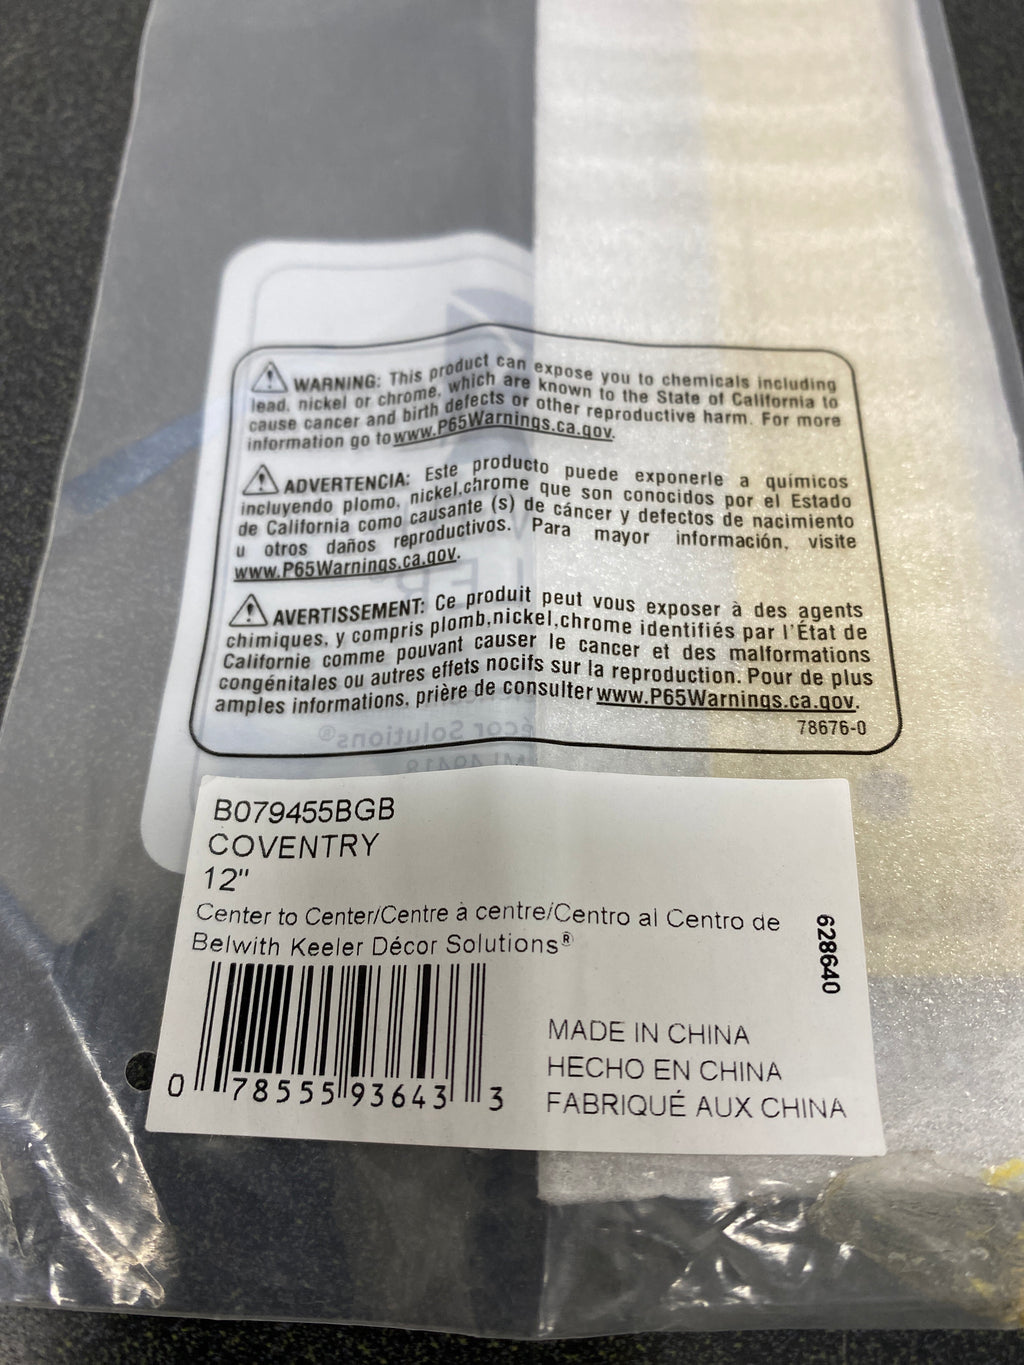 WARNING: This product can expose you to chemicals including
lead, nickel or chrome, which are known to the State of California to
cause cancer and birth defects or other reproductive harm. For more
information go to www.P65Warnings.ca.gov.
ADVERTENCIA: Este producto puede exponerle a químicos
incluyendo plomo, nickel,chrome que son conocidos por el Estado
de California como causante (s) de cáncer y defectos de nacimiento
u otros daños reproductivos. Para mayor información, visite
www.P65Warnings.ca.gov.
AVERTISSEMENT: Ce produit peut vous exposer à des agents
chimiques, y compris plomb,nickel,chrome identifiés par l'État de
Californie comme pouvant causer le cancer et des malformations
congénitales ou autres effets nocifs sur la reproduction. Pour de plus
amples informations, prière de consulter www.P65Warnings.ca.gov.
78676-0
écor Solutions®
MI 49418
B079455BGB
COVENTRY
12"
Center to Center/Centre à centre/Centro al Centro de
Belwith Keeler Décor Solutions®
628640
0 78555 93643 3
MADE IN CHINA
HECHO EN CHINA
FABRIQUÉ AUX CHINA